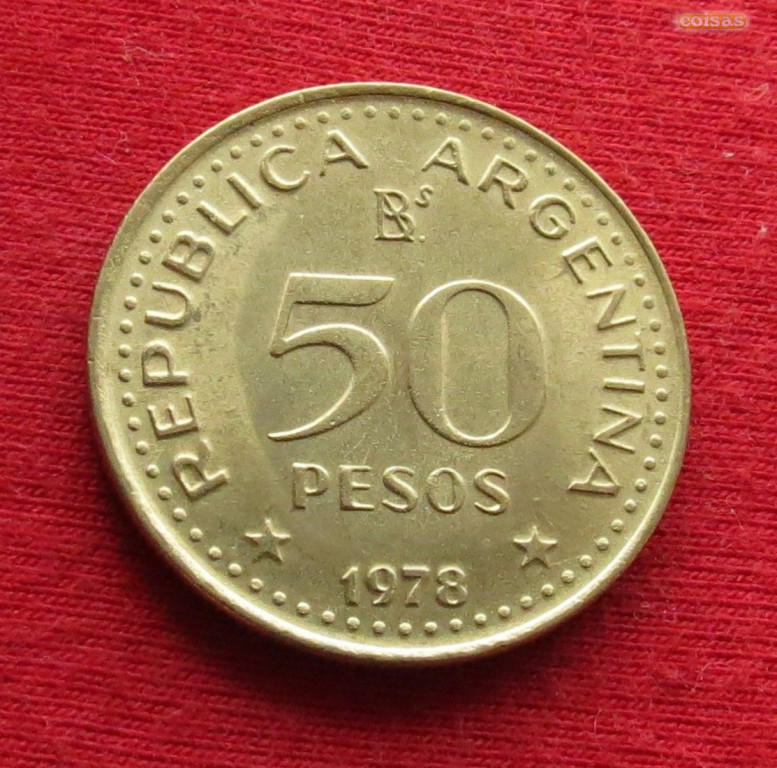 coisas
REPUBLICA ARGENTINA
Bs
50
PESOS
1978